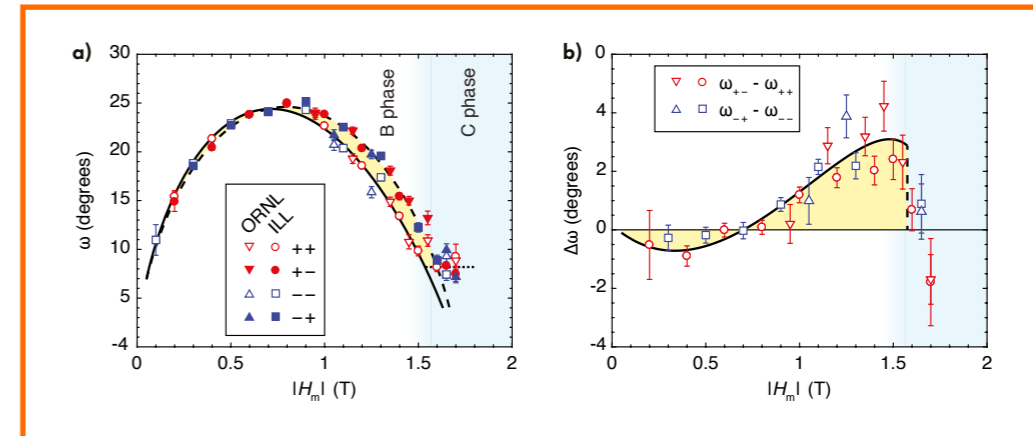 a)
30
25
20
15
10
5
-4
ω (degrees)
0
0.5
1
1.5
2
|Hm| (T)
B phase
C phase
ORNL
ILL
++
+−
−−
−+
b)
0
4
2
0
-2
-4
Δω (degrees)
0
0.5
1
1.5
2
|Hm| (T)
ω+- - ω++
ω-+ - ω--